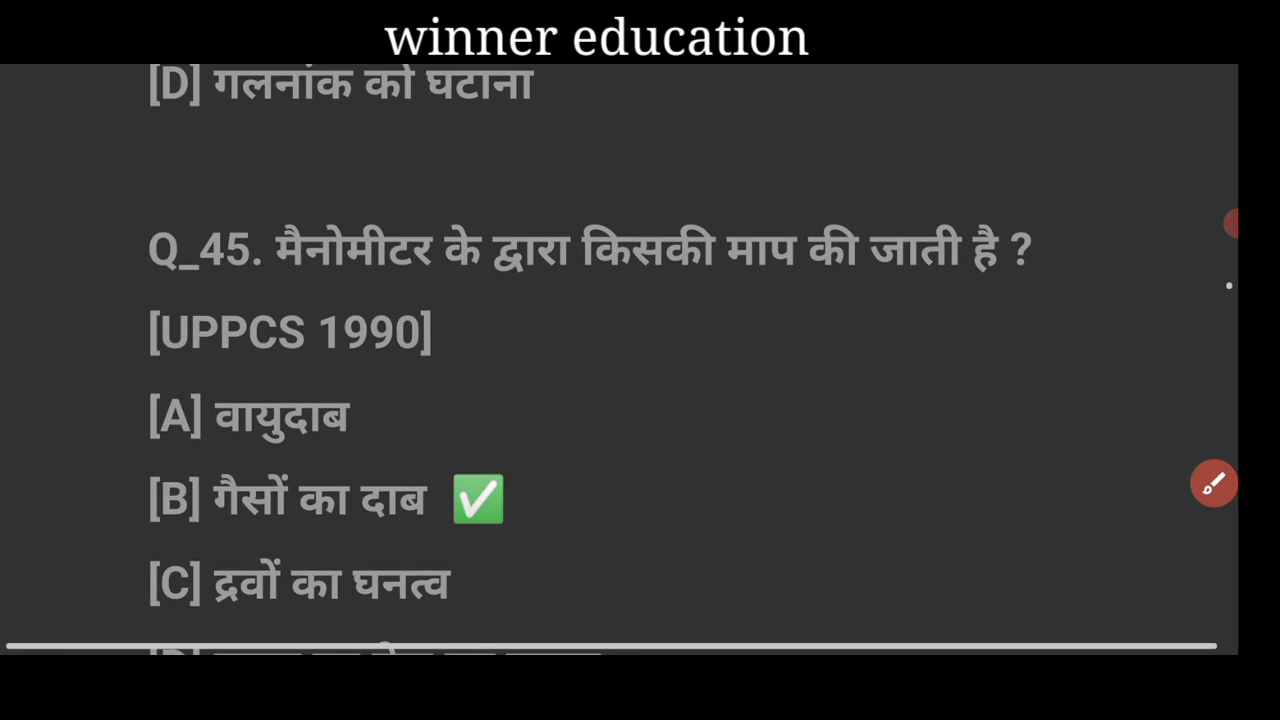 winner education
[D] गलनांक को घटाना
Q_45. मैनोमीटर के द्वारा किसकी माप की जाती है ?
[UPPCS 1990]
[A] वायुदाब
[B] गैसों का दाब ✅
[C] द्रवों का घनत्व